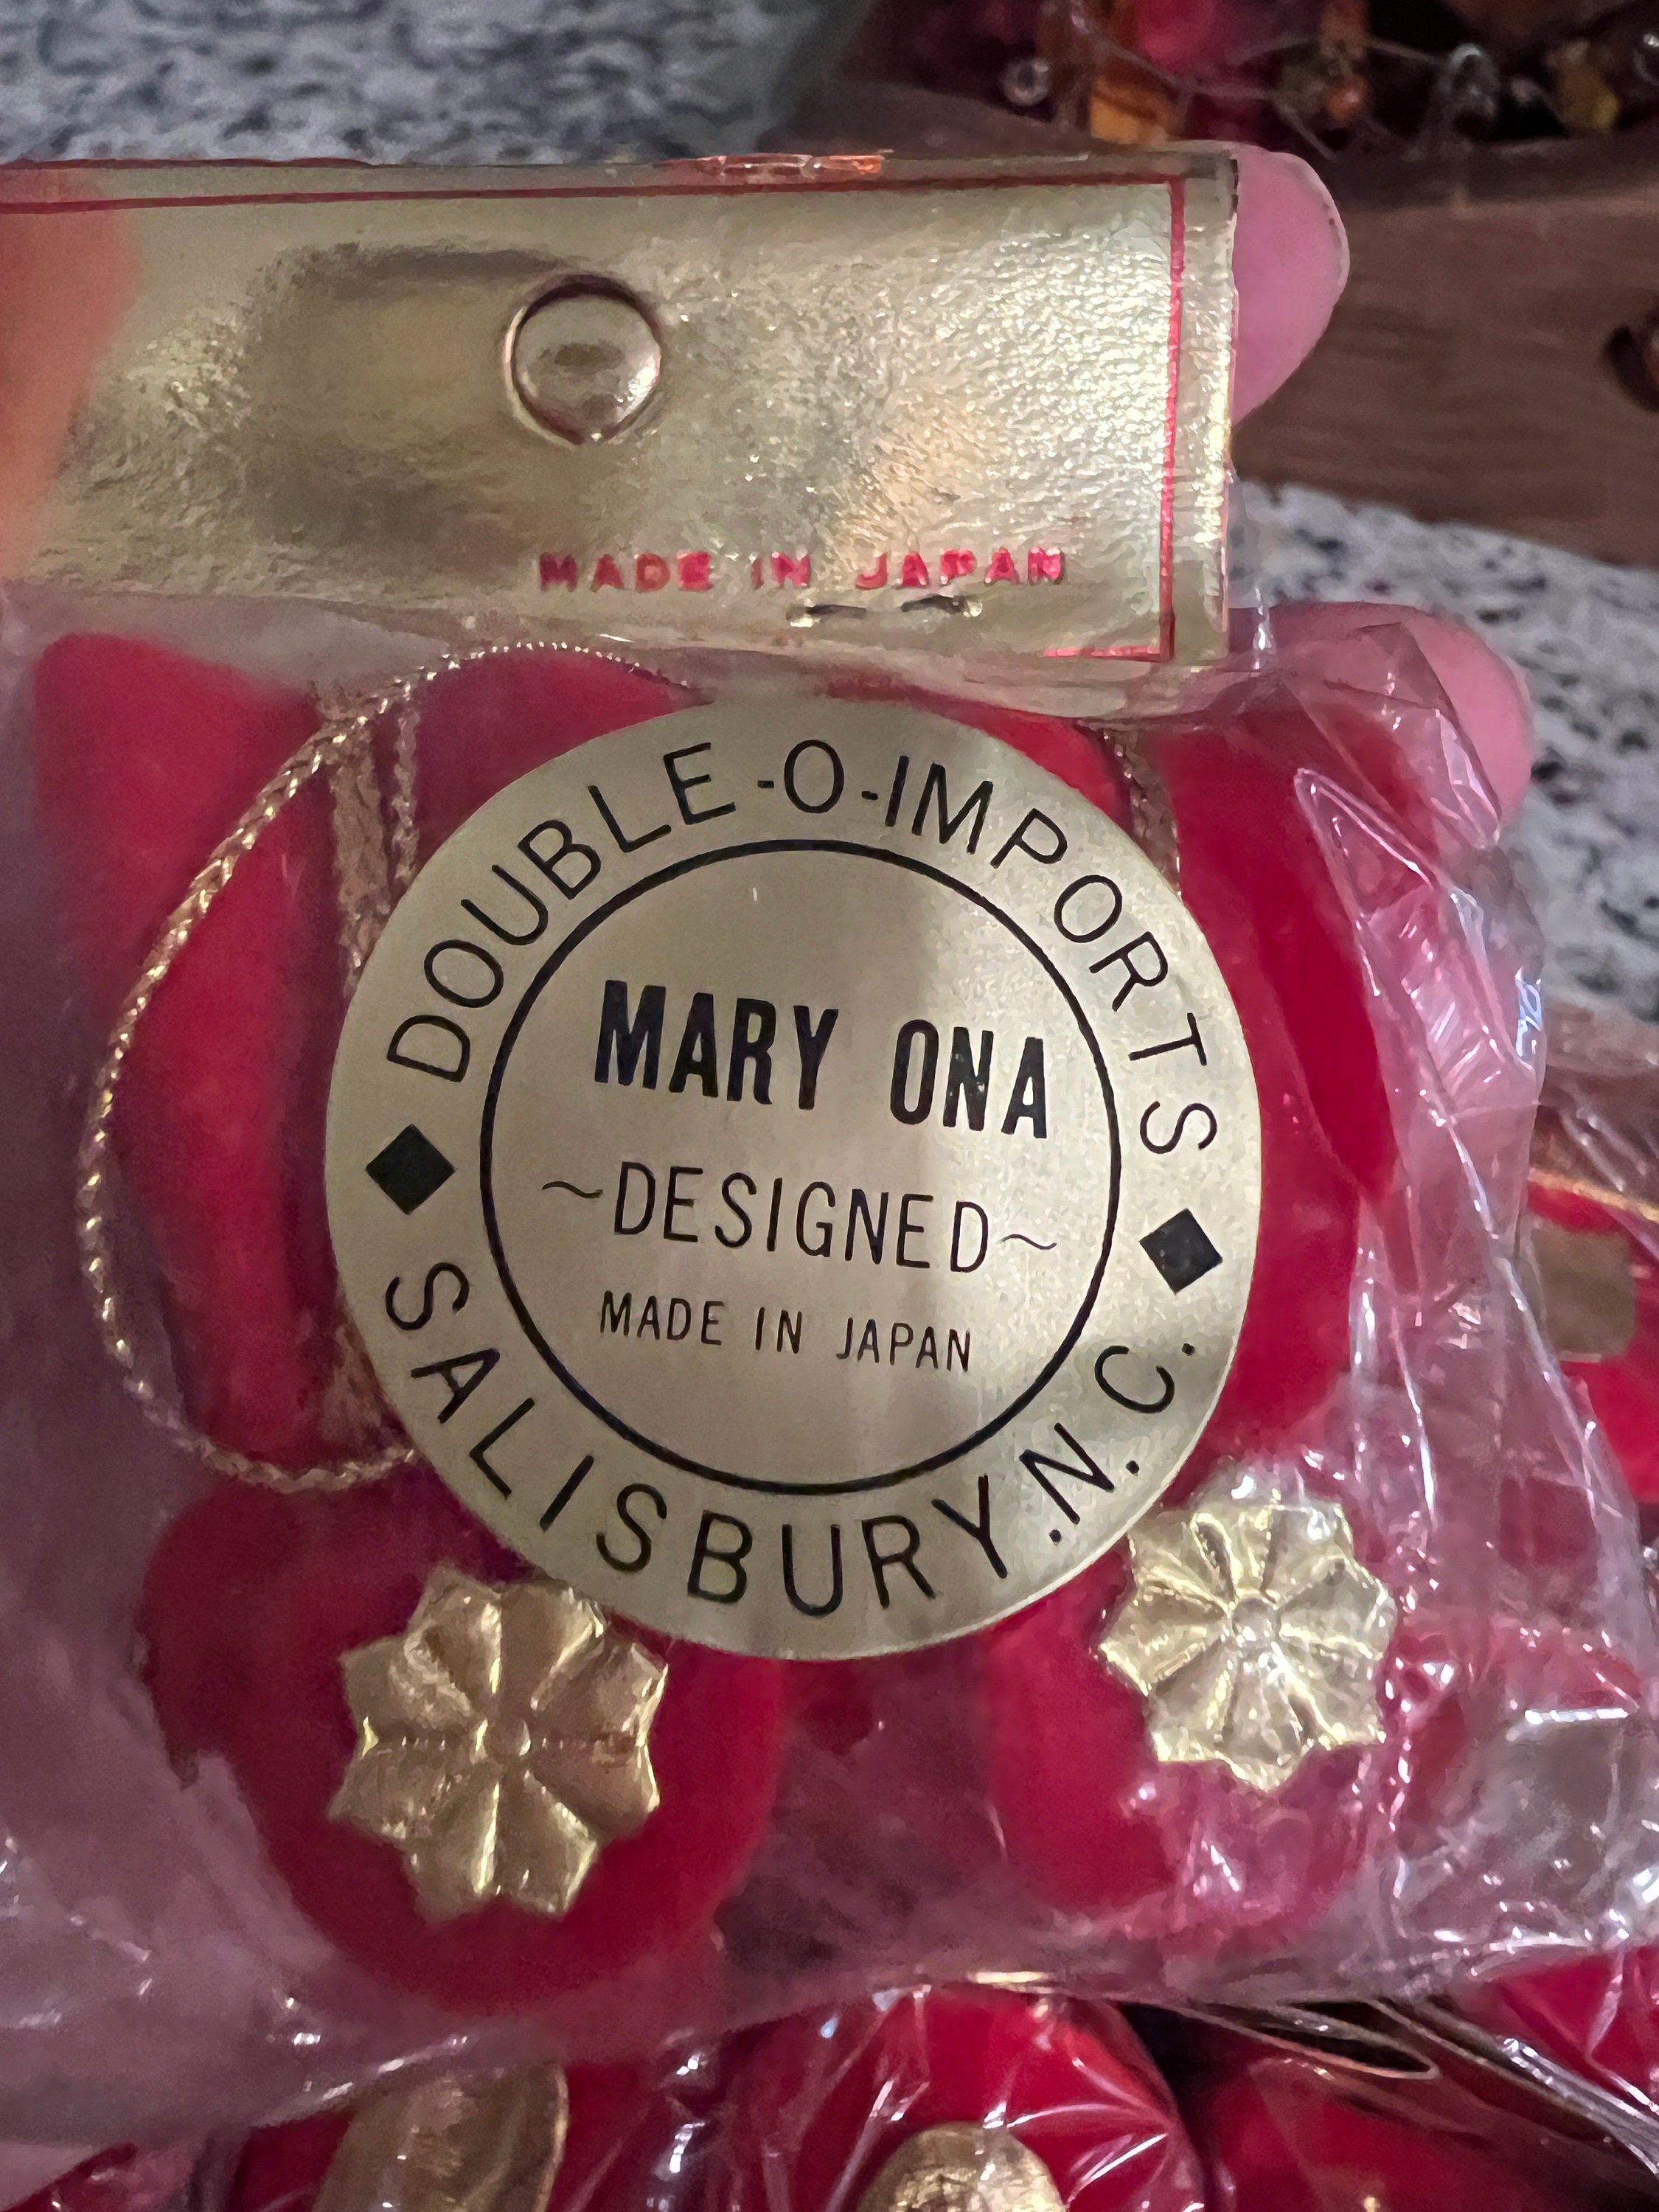 MADE IN JAPAN
DOUBLE-O-IMPORTS
MARY ONA
~DESIGNED~
MADE IN JAPAN
SALISBURY.N.C.